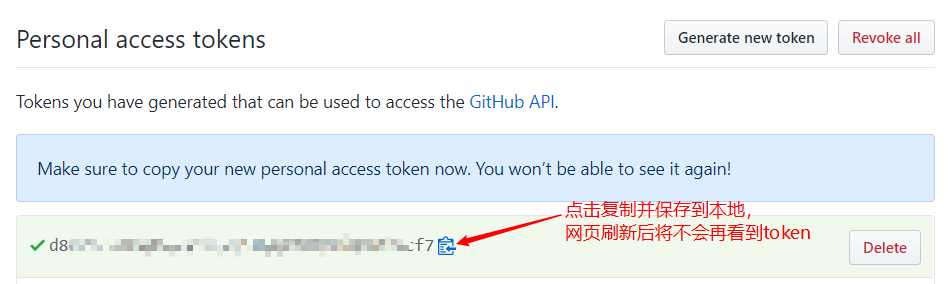 Personal access tokens
Generate new token
Revoke all
Tokens you have generated that can be used to access the GitHub API.
Make sure to copy your new personal access token now. You won't be able to see it again!
点击复制并保存到本地，
网页刷新后将不会再看到token
Delete